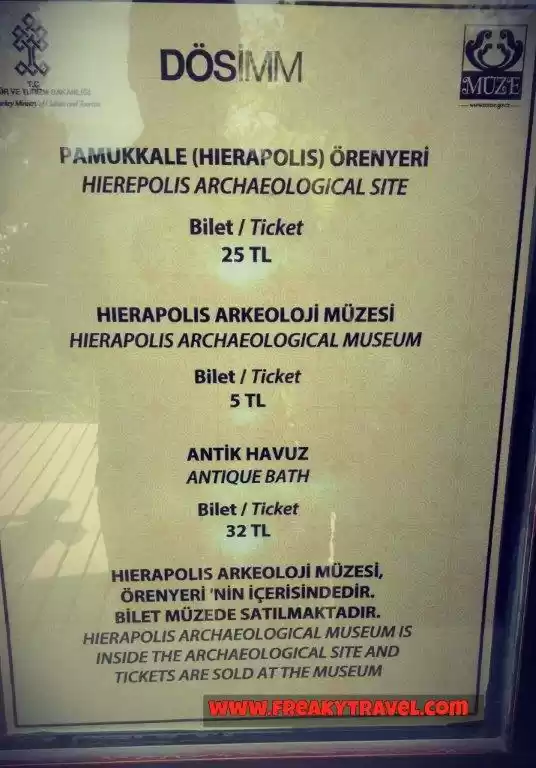 T.C.
DÖSİMM
MÜZE
PAMUKKALE (HIERAPOLIS) ÖRENYERİ
HIEREPOLIS ARCHAEOLOGICAL SITE
Bilet / Ticket
25 TL
HIERAPOLIS ARKEOLOJİ MÜZESİ
HIERAPOLIS ARCHAEOLOGICAL MUSEUM
Bilet / Ticket
5 TL
ANTİK HAVUZ
ANTIQUE BATH
Bilet / Ticket
32 TL
HIERAPOLIS ARKEOLOJİ MÜZESİ,
ÖRENYERİ 'NİN İÇERİSİNDEDİR.
BİLET MÜZEDE SATILMAKTADIR.
HIERAPOLIS ARCHAEOLOGICAL MUSEUM IS
INSIDE THE ARCHAEOLOGICAL SITE AND
TICKETS ARE SOLD AT THE MUSEUM
www.FREAKYTRAVEL.com